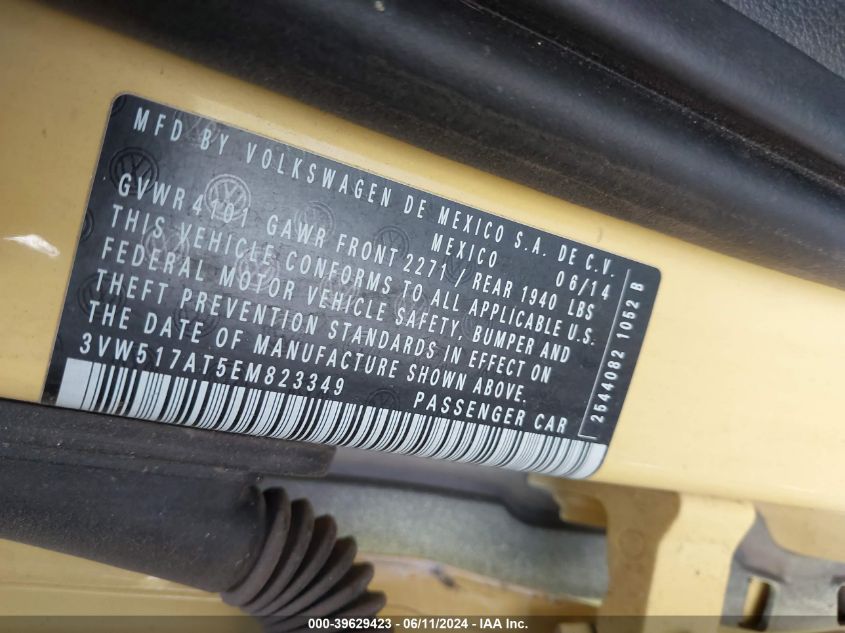 MFD BY VOLKSWAGEN DE MEXICO S.A. DE C.V.
MEXICO 06/14
GVWR 4101 GAWR FRONT 2271 / REAR 1940 LBS
THIS VEHICLE CONFORMS TO ALL APPLICABLE U.S.
FEDERAL MOTOR VEHICLE SAFETY, BUMPER AND
THEFT PREVENTION STANDARDS IN EFFECT ON
THE DATE OF MANUFACTURE SHOWN ABOVE.
3VW517AT5EM823349 PASSENGER CAR
2544082 1052 B
000-39629423 - 06/11/2024 - IAA Inc.